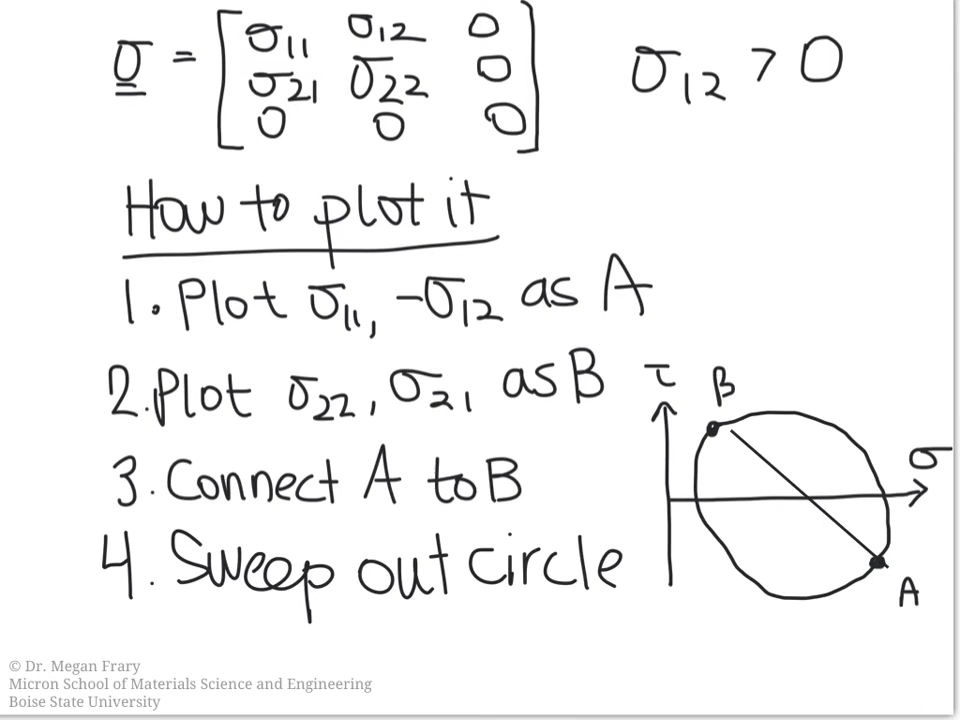 σ = [σ11 σ12 0
σ21 σ22 0
0 0 0]
σ12 > 0
How to plot it
1. Plot σ11, -σ12 as A
2. Plot σ22, σ21 as B
3. Connect A to B
4. Sweep out circle
τ
B
σ
A
© Dr. Megan Frary
Micron School of Materials Science and Engineering
Boise State University